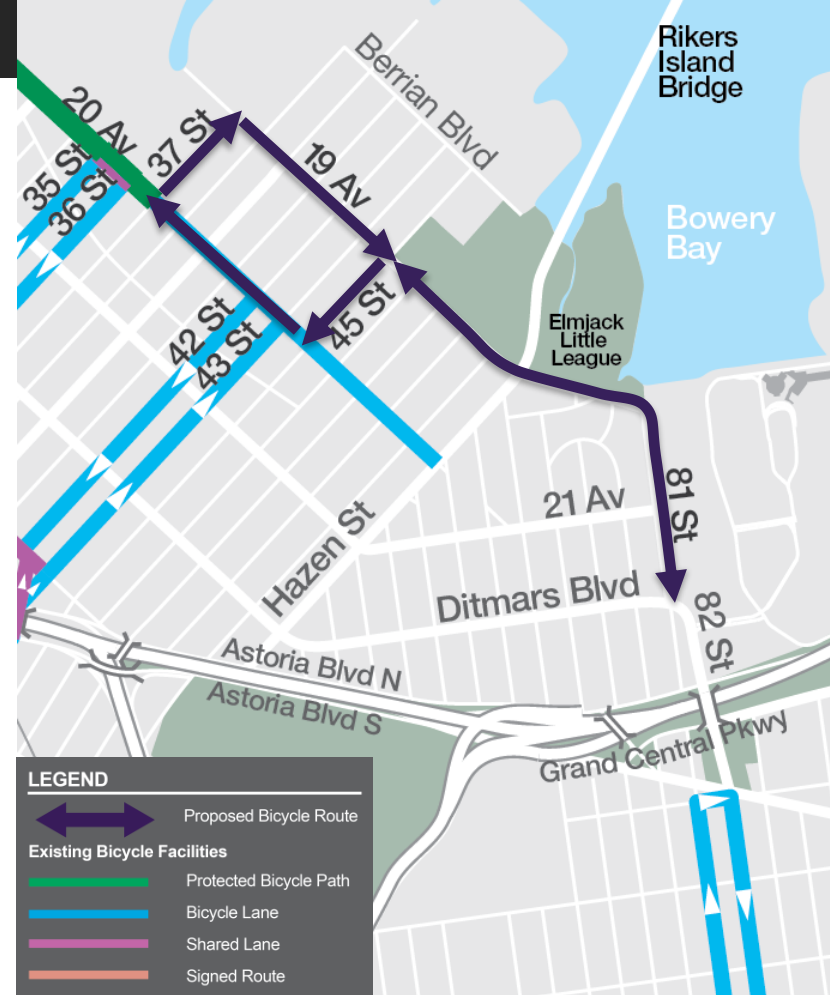 Rikers
Island
Bridge
Berrian Blvd
20 Av
37 St
35 St
36 St
19 Av
Bowery
Bay
42 St
43 St
45 St
Elmjack
Little
League
81 St
21 Av
Hazen St
Ditmars Blvd
82 St
Astoria Blvd N
Astoria Blvd S
Grand Central Pkwy
LEGEND
Proposed Bicycle Route
Existing Bicycle Facilities
Protected Bicycle Path
Bicycle Lane
Shared Lane
Signed Route